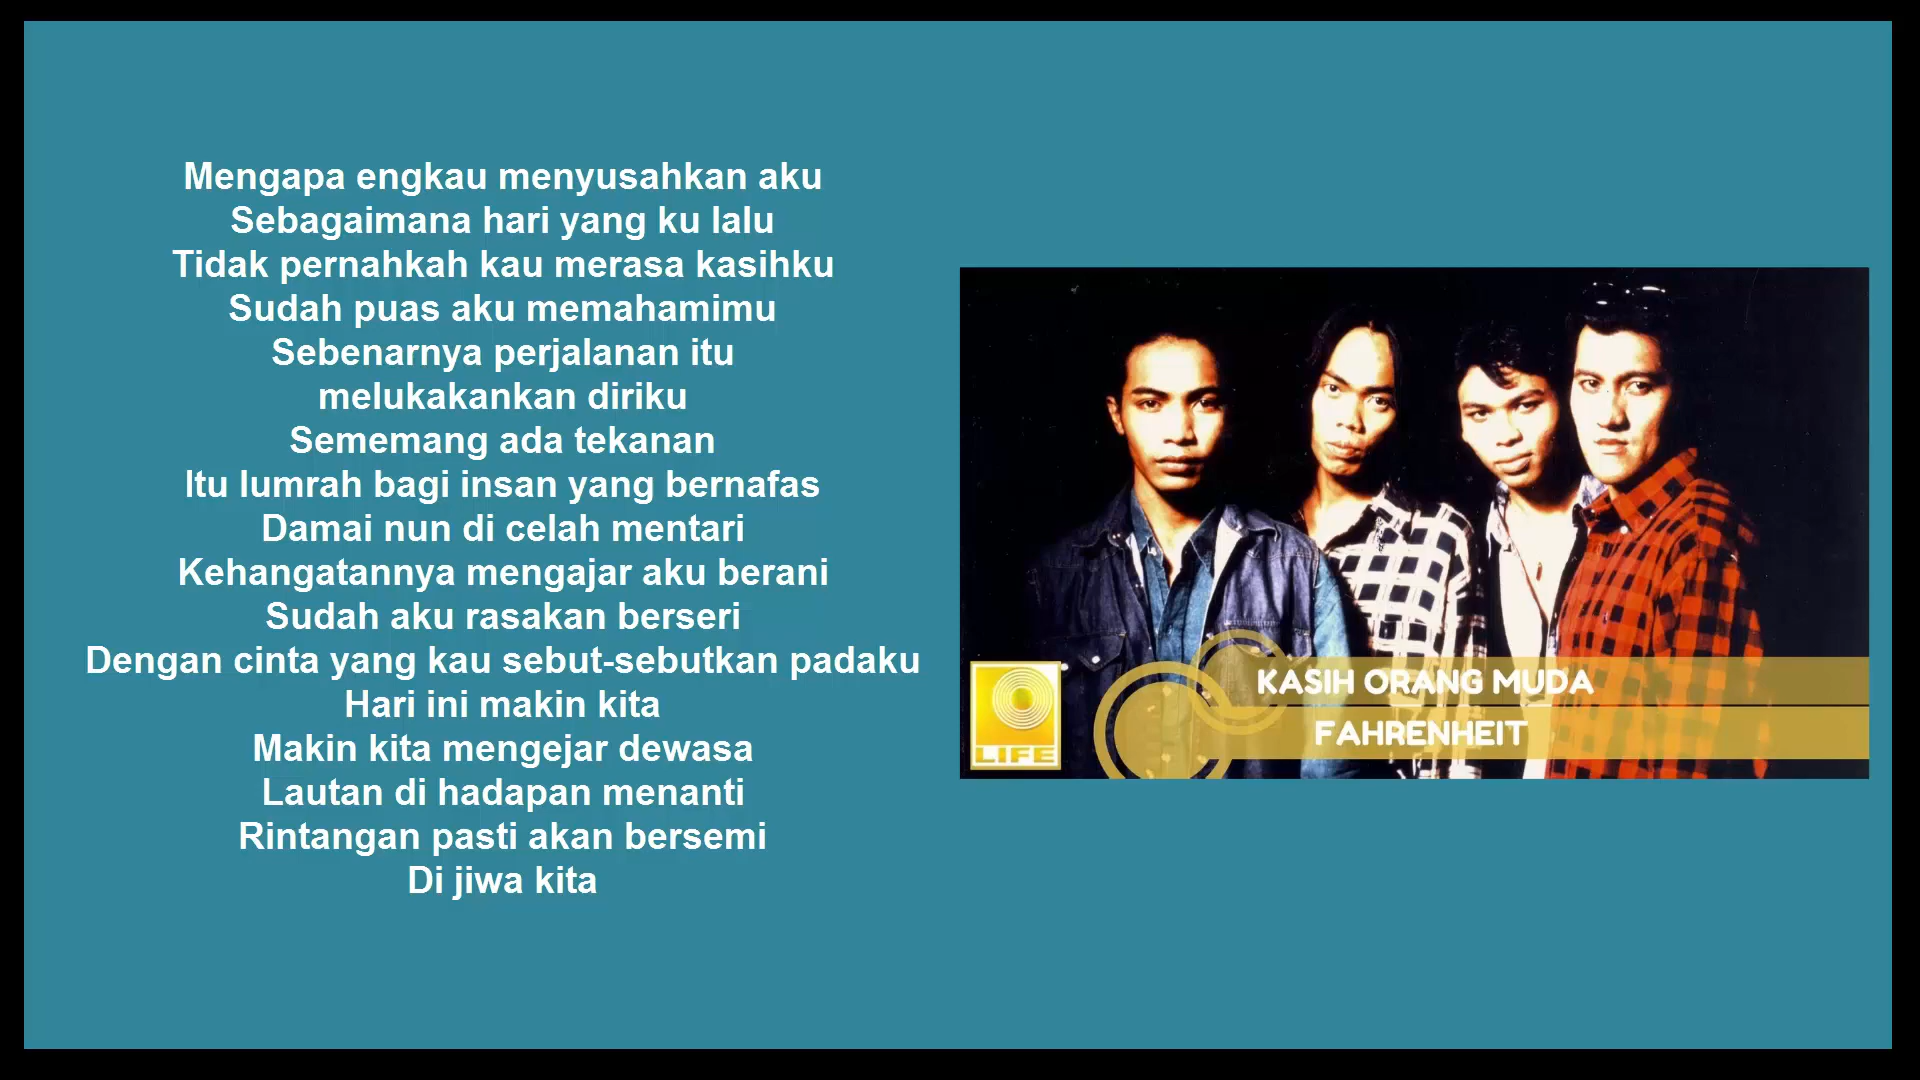 Mengapa engkau menyusahkan aku
Sebagaimana hari yang ku lalu
Tidak pernahkah kau merasa kasihku
Sudah puas aku memahamimu
Sebenarnya perjalanan itu
melukakankan diriku
Sememang ada tekanan
Itu lumrah bagi insan yang bernafas
Damai nun di celah mentari
Kehangatannya mengajar aku berani
Sudah aku rasakan berseri
Dengan cinta yang kau sebut-sebutkan padaku
Hari ini makin kita
Makin kita mengejar dewasa
Lautan di hadapan menanti
Rintangan pasti akan bersemi
Di jiwa kita
KASIH ORANG MUDA
FAHRENHEIT
LIFE